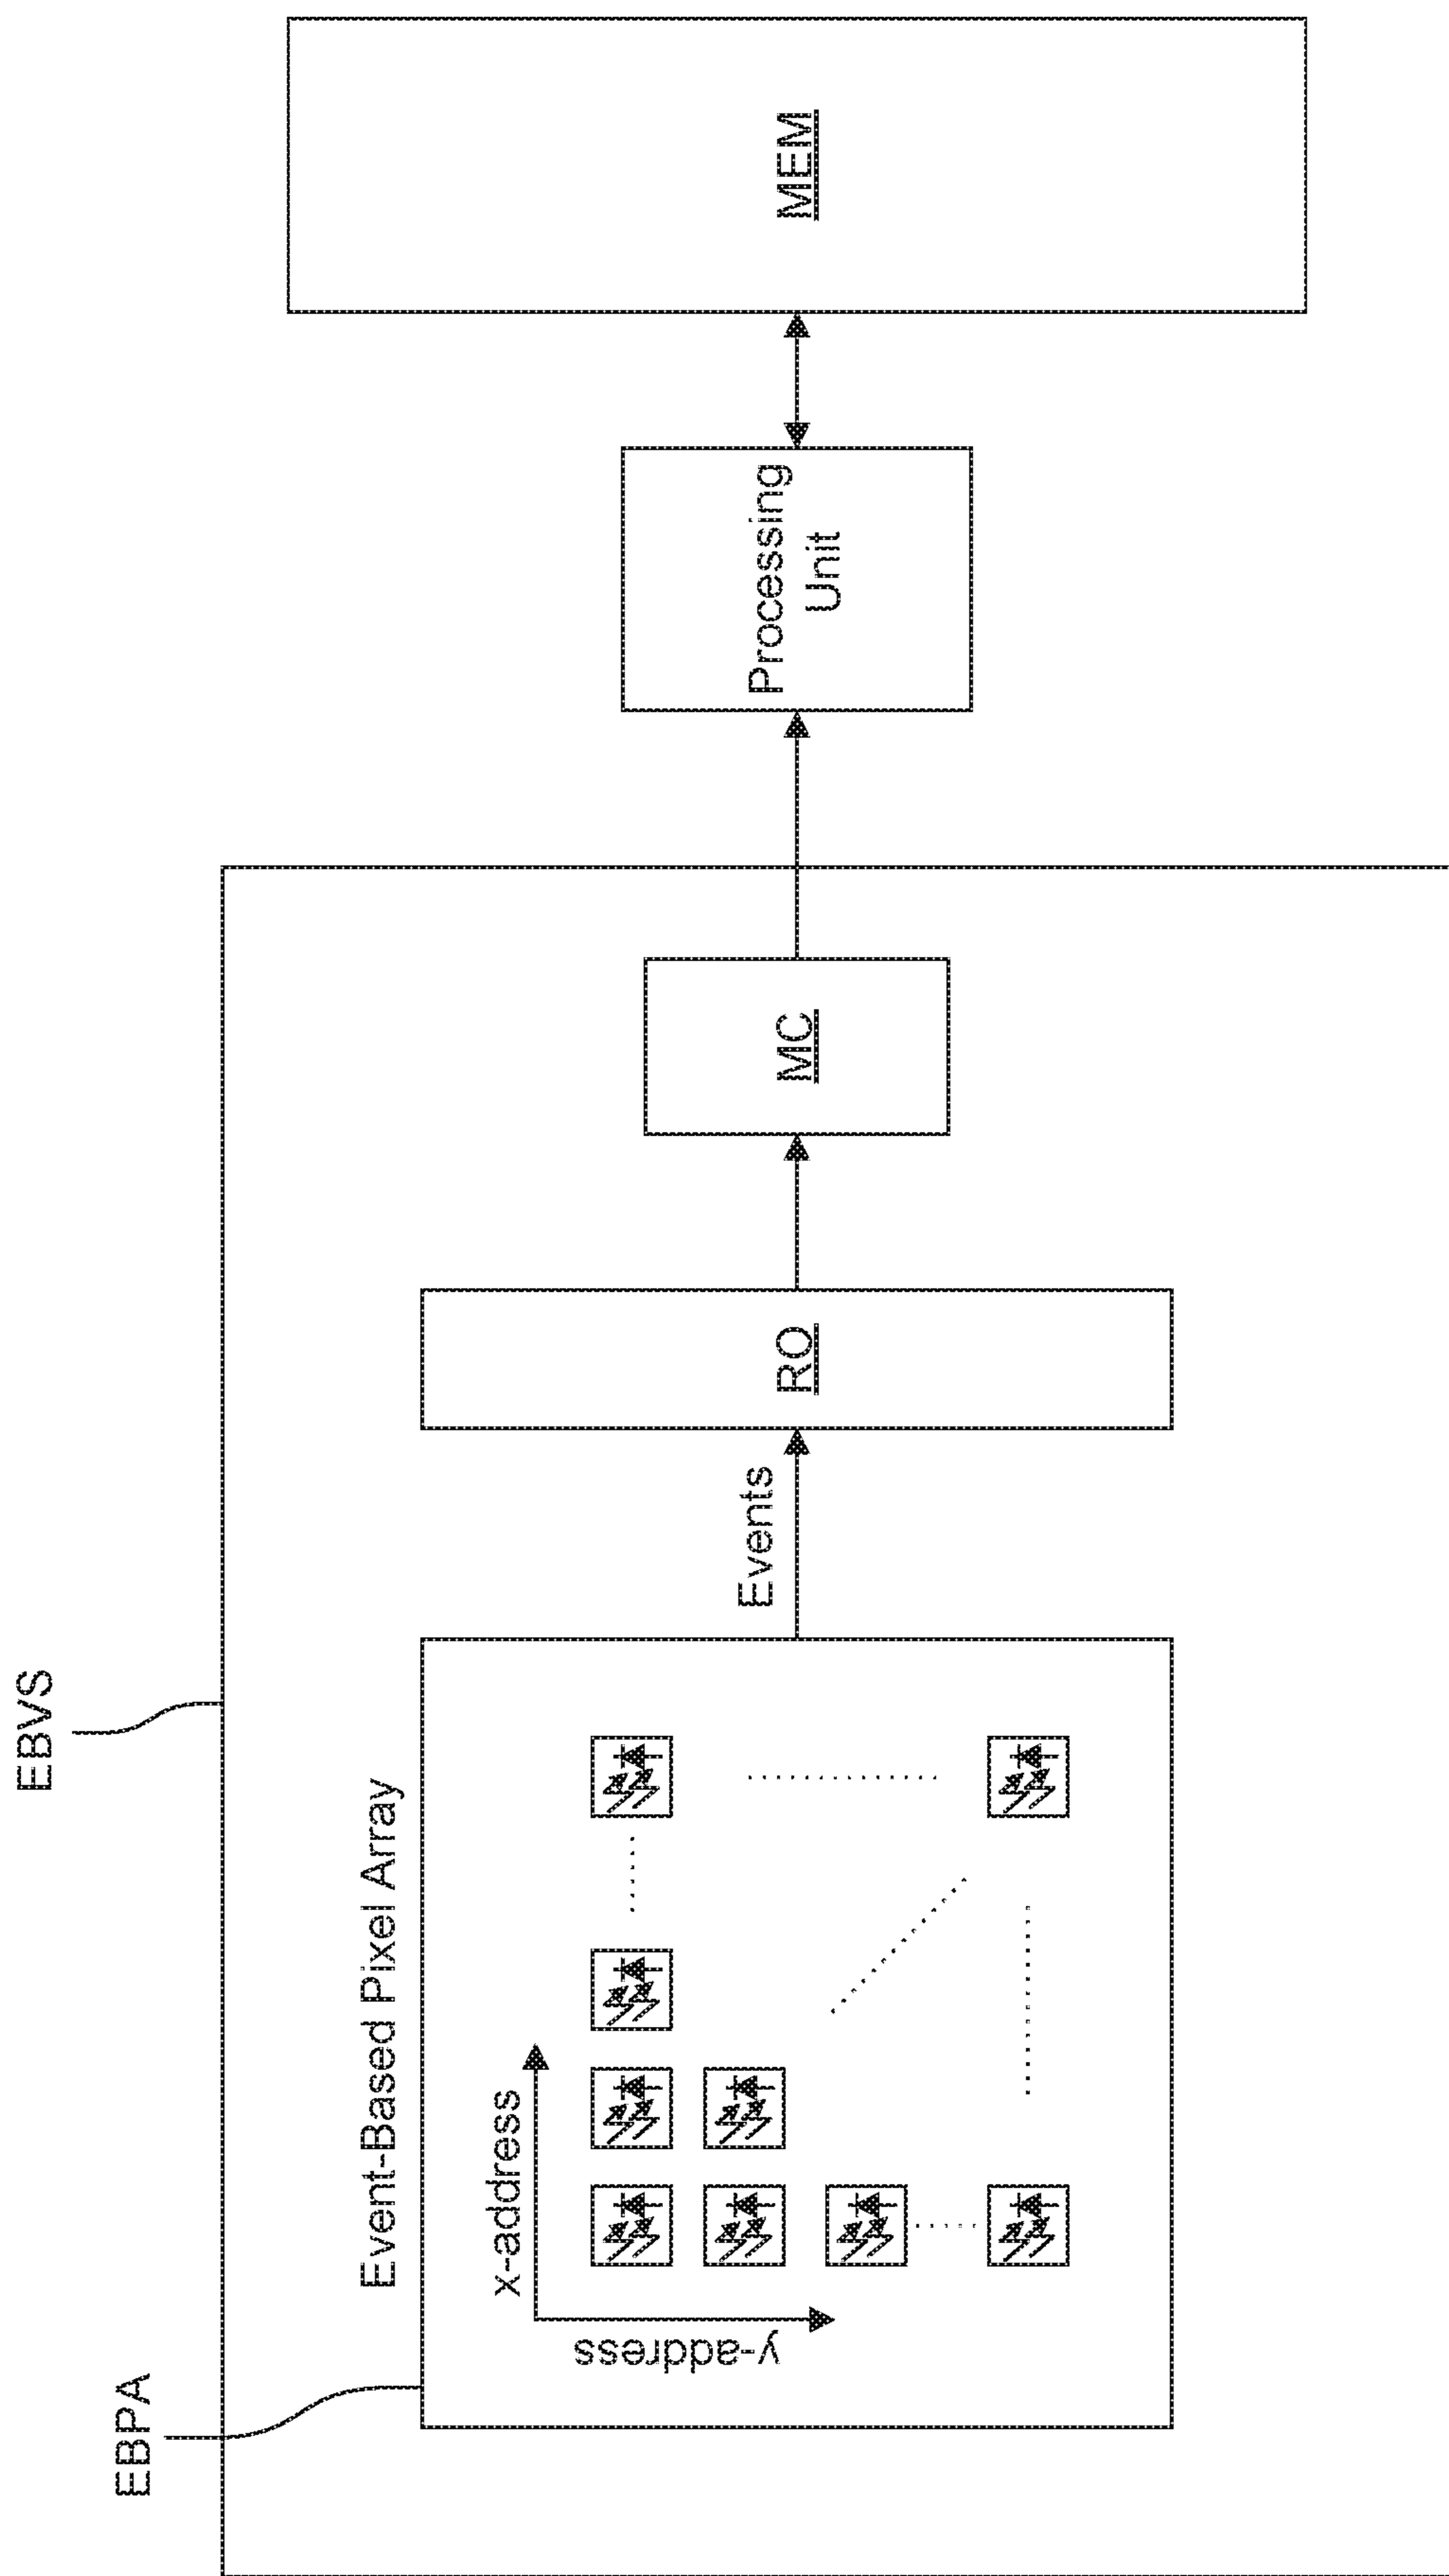 EBVS
EBPA
Event-Based Pixel Array
x-address
y-address
Events
RO
MC
Processing
Unit
MEM